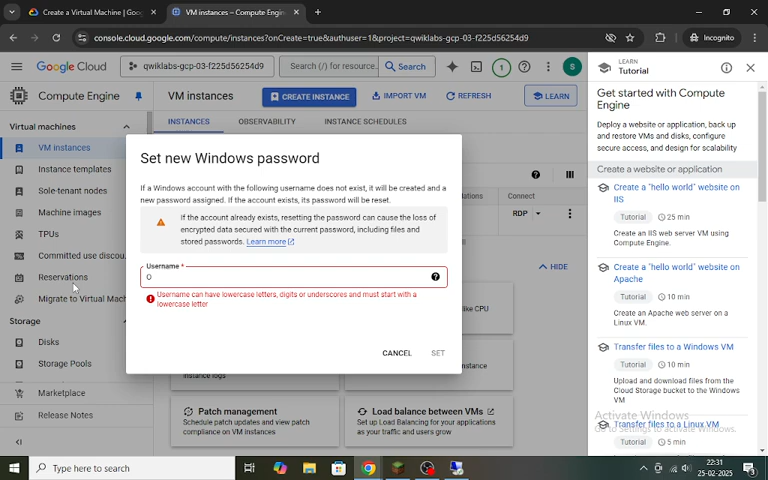 Create a Virtual Machine | Goog
VM instances – Compute Engin
console.cloud.google.com/compute/instances?onCreate=true&authuser=1&project=qwiklabs-gcp-03-f225d56254d9
Incognito
Google Cloud
qwiklabs-gcp-03-f225d56254d9
Search (/) for resource.
Search
1
S
Compute Engine
VM instances
CREATE INSTANCE
IMPORT VM
REFRESH
LEARN
Virtual machines
VM instances
Instance templates
Sole-tenant nodes
Machine images
TPUs
Committed use discou
Reservations
Migrate to Virtual Mach
Storage
Disks
Storage Pools
Marketplace
Release Notes
INSTANCES
OBSERVABILITY
INSTANCE SCHEDULES
Connect
RDP
HIDE
Set new Windows password
If a Windows account with the following username does not exist, it will be created and a
new password assigned. If the account exists, its password will be reset.
If the account already exists, resetting the password can cause the loss of
encrypted data secured with the current password, including files and
stored passwords. Learn more
Username *
O
Username can have lowercase letters, digits or underscores and must start with a
lowercase letter
CANCEL
SET
like CPU
instance
instance logs
Patch management
Schedule patch updates and view patch
compliance on VM instances
Load balance between VMs
Set up Load Balancing for your applications
as your traffic and users grow
LEARN
Tutorial
Get started with Compute
Engine
Deploy a website or application, back up
and restore VMs and disks, configure
secure access, and design for scalability
Create a website or application
Create a "hello world" website on
IIS
Tutorial
25 min
Create an IIS web server VM using
Compute Engine.
Create a "hello world" website on
Apache
Tutorial
10 min
Create an Apache web server on a
Linux VM.
Transfer files to a Windows VM
Tutorial
10 min
Upload and download files from the
Cloud Storage bucket to the Windows
VM
Transfer files to a Linux VM
Tutorial
5 min
Activate Windows
Go to Settings to activate Windows.
Type here to search
22:31
25-02-2025
3